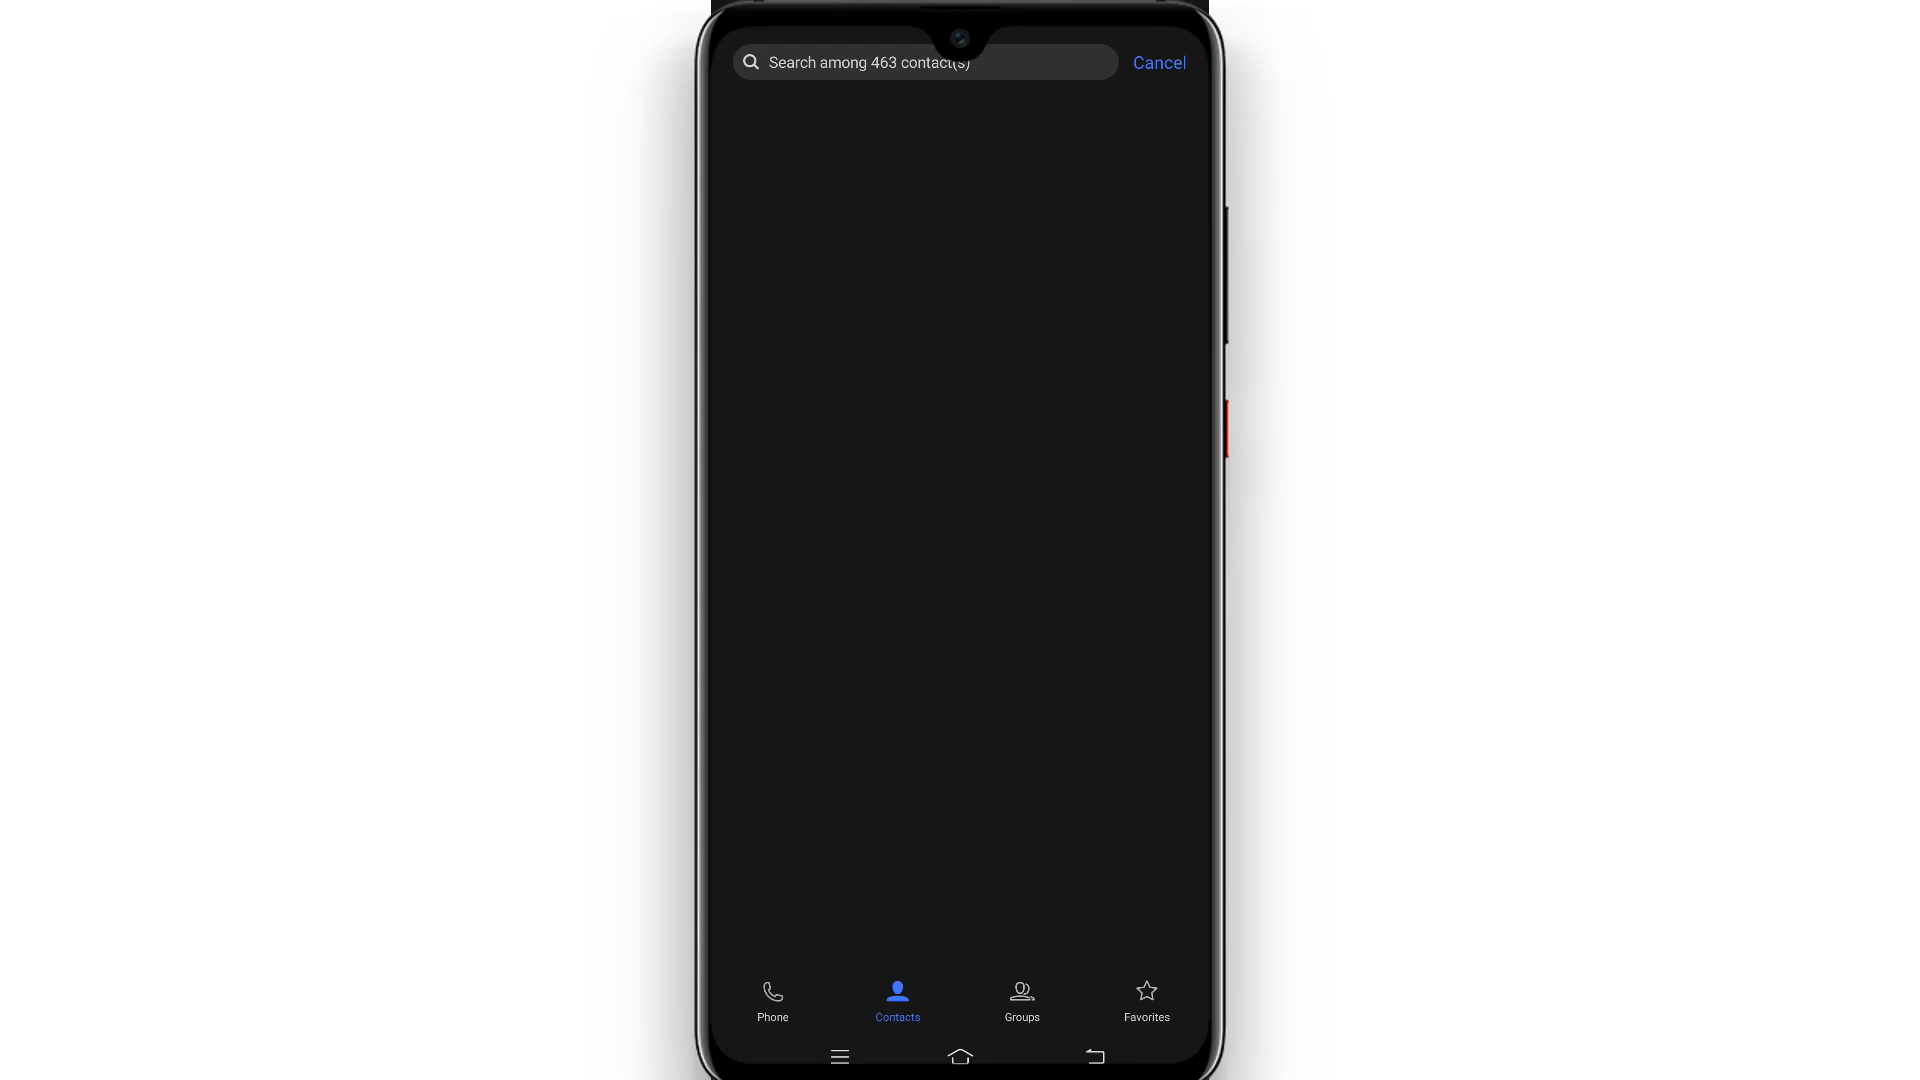 Search among 463 contact(s)
Cancel
Phone
Contacts
Groups
Favorites